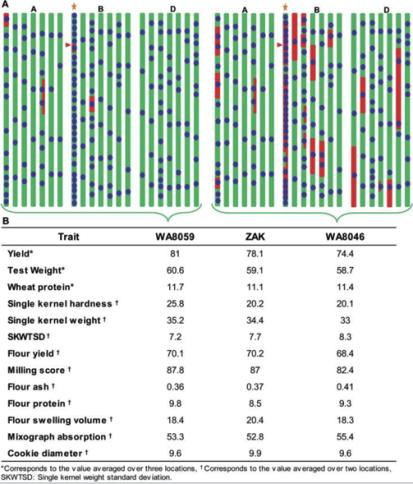 A
A B D A B D
B
Trait WA8059 ZAK WA8046
Yield* 81 78.1 74.4
Test Weight* 60.6 59.1 58.7
Wheat protein* 11.7 11.1 11.4
Single kernel hardness † 25.8 20.2 20.1
Single kernel weight † 35.2 34.4 33
SKWTSD † 7.2 7.7 8.3
Flour yield † 70.1 70.2 68.4
Milling score † 87.8 87 82.4
Flour ash † 0.36 0.37 0.41
Flour protein † 9.8 8.5 9.3
Flour swelling volume † 18.4 20.4 18.3
Mixograph absorption † 53.3 52.8 55.4
Cookie diameter † 9.6 9.9 9.6
*Corresponds to the value averaged over three locations, † Corresponds to the value averaged over two locations,
SKWTSD: Single kernel weight standard deviation.